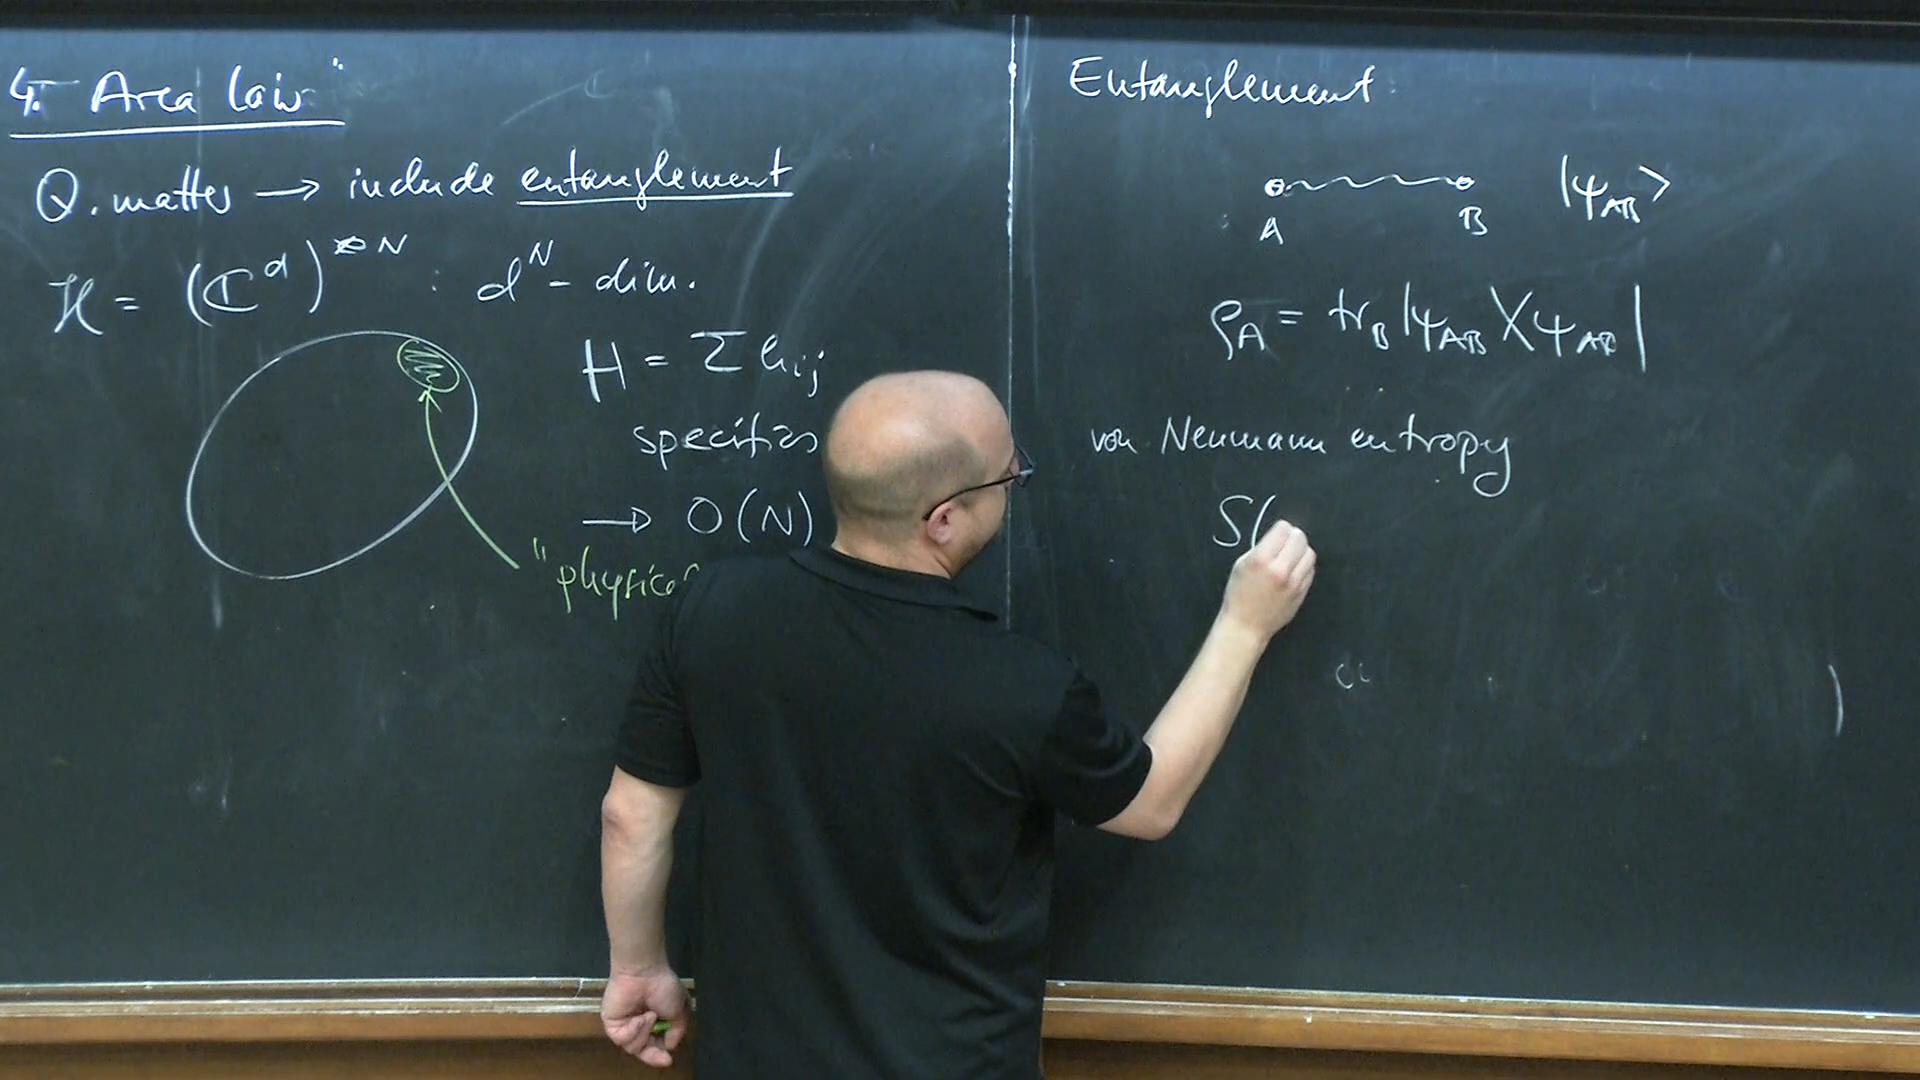 4. Area law"
Q. matter → include entanglement
ℋ = (ℂᵈ)^⊗N : d^N - dim.
H = Σ h_ij
specifies
→ O(N)
"physical
Entanglement:
A B |ψ_AB>
ρ_A = tr_B |ψ_AB><ψ_AB|
von Neumann entropy
S(